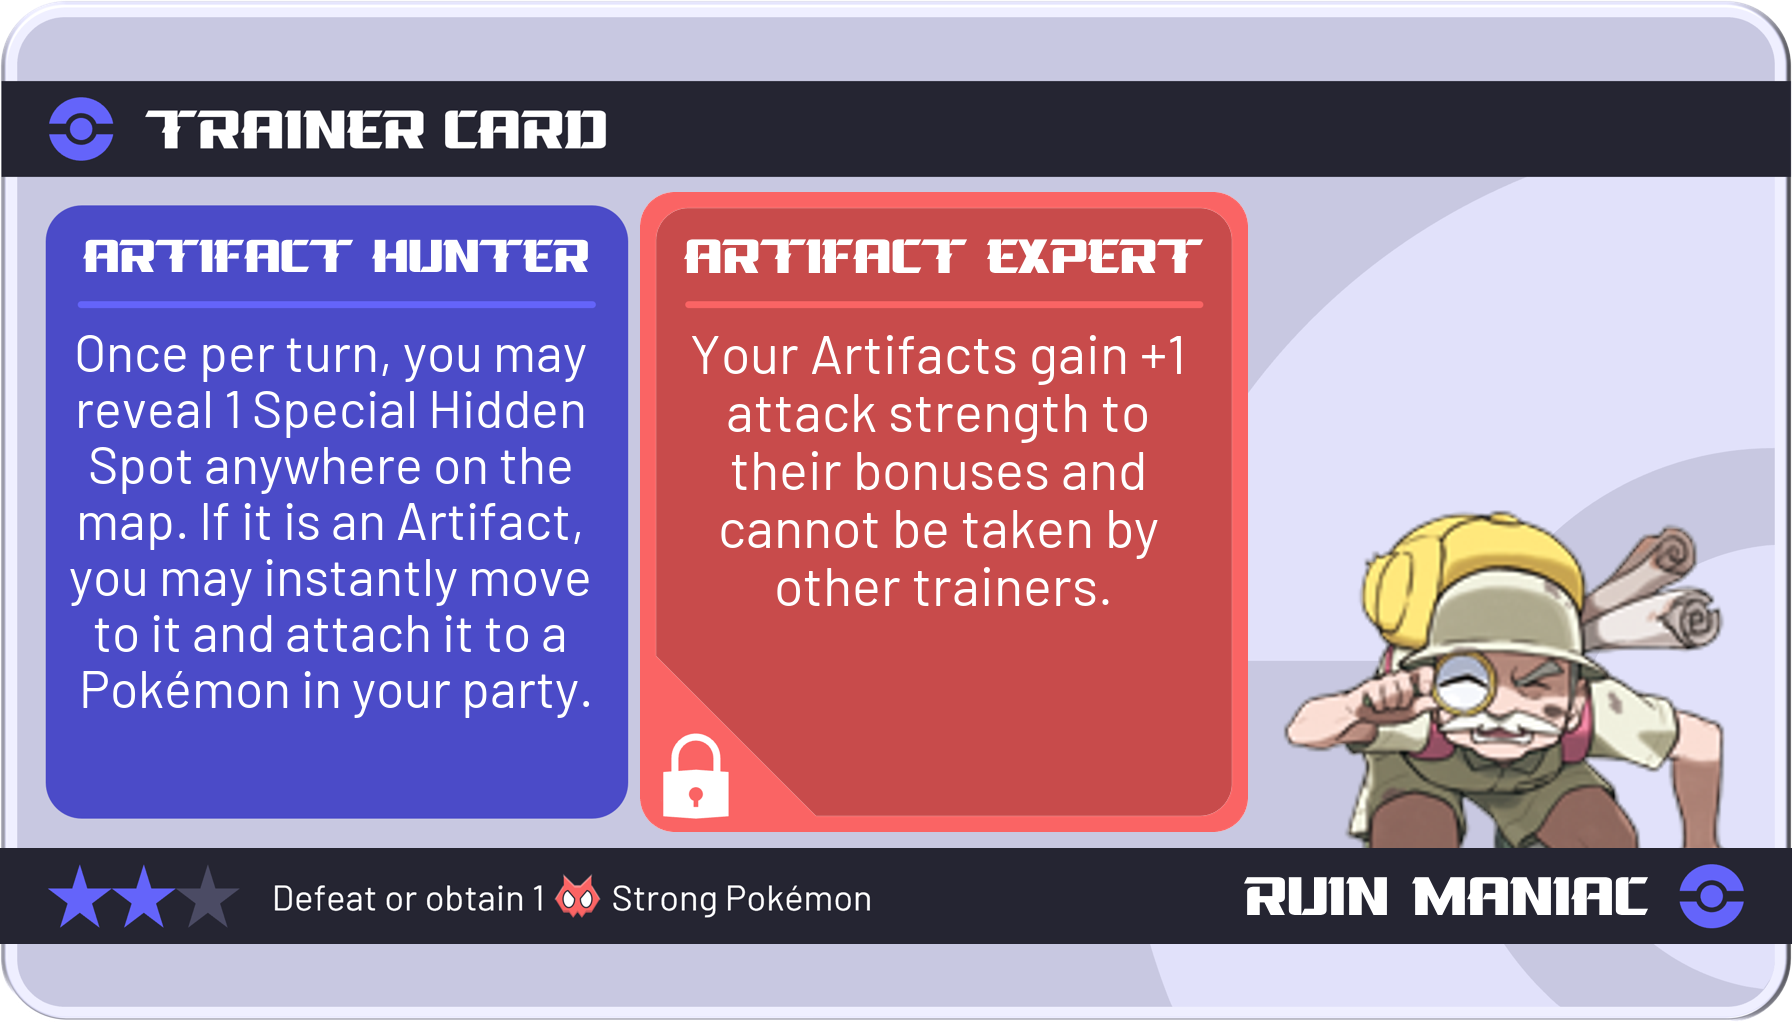 TRAINER CARD
ARTIFACT HUNTER
Once per turn, you may
reveal 1 Special Hidden
Spot anywhere on the
map. If it is an Artifact,
you may instantly move
to it and attach it to a
Pokémon in your party.
ARTIFACT EXPERT
Your Artifacts gain +1
attack strength to
their bonuses and
cannot be taken by
other trainers.
Defeat or obtain 1 Strong Pokémon
RUIN MANIAC